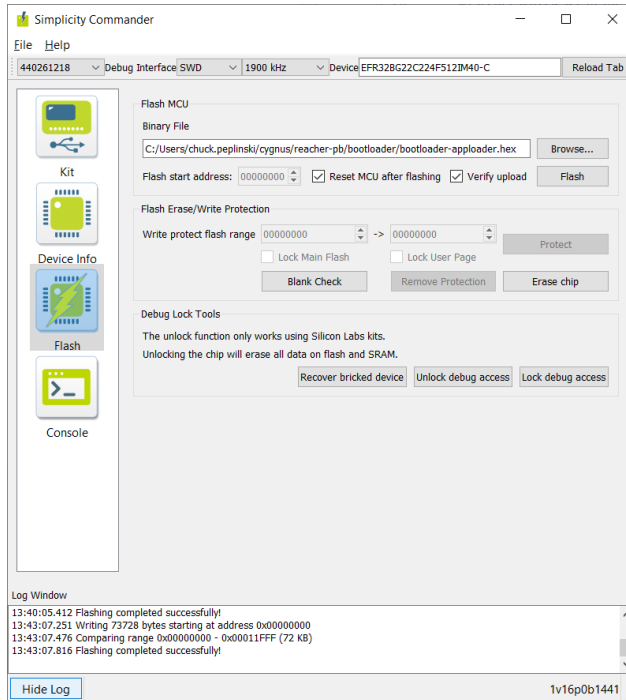 Simplicity Commander
File Help
440261218 Debug Interface SWD 1900 kHz Device EFR32BG22C224F512IM40-C Reload Tab
Kit
Device Info
Flash
Console
Flash MCU
Binary File
C:/Users/chuck.peplinski/cygnus/reacher-pb/bootloader/bootloader-apploader.hex Browse...
Flash start address: 00000000 Reset MCU after flashing Verify upload Flash
Flash Erase/Write Protection
Write protect flash range 00000000 -> 00000000 Protect
Lock Main Flash Lock User Page
Blank Check Remove Protection Erase chip
Debug Lock Tools
The unlock function only works using Silicon Labs kits.
Unlocking the chip will erase all data on flash and SRAM.
Recover bricked device Unlock debug access Lock debug access
Log Window
13:40:05.412 Flashing completed successfully!
13:43:07.251 Writing 73728 bytes starting at address 0x00000000
13:43:07.476 Comparing range 0x00000000 - 0x00011FFF (72 KB)
13:43:07.816 Flashing completed successfully!
Hide Log 1v16p0b1441